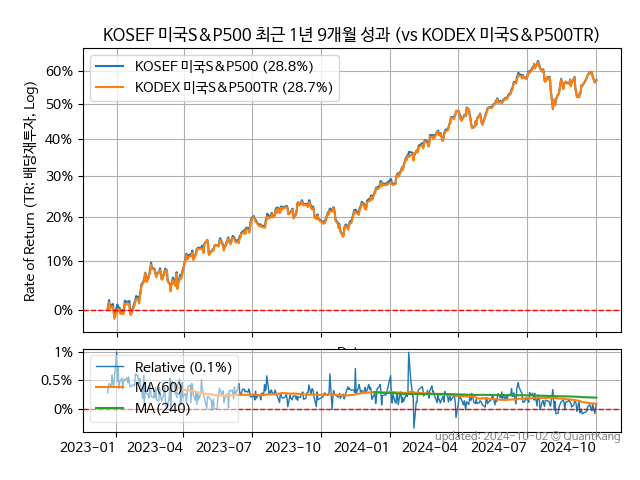 KOSEF 미국S&P500 최근 1년 9개월 성과 (vs KODEX 미국S&P500TR)
Rate of Return (TR: 배당재투자, Log)
KOSEF 미국S&P500 (28.8%)
KODEX 미국S&P500TR (28.7%)
60%
50%
40%
30%
20%
10%
0%
1%
0.5%
0%
Relative (0.1%)
MA(60)
MA(240)
updated: 2024-10-02 © QuantKang
2023-01 2023-04 2023-07 2023-10 2024-01 2024-04 2024-07 2024-10